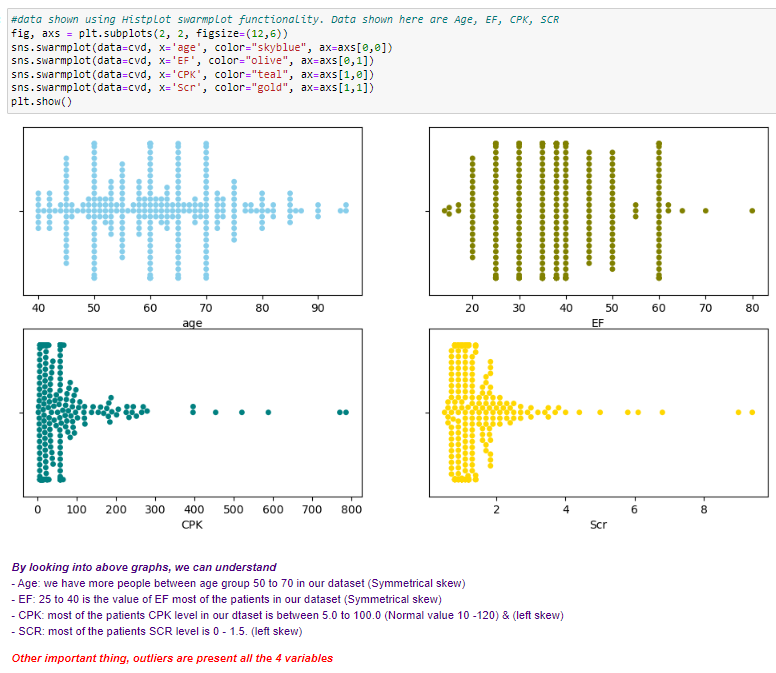 #data shown using Histplot swarmplot functionality. Data shown here are Age, EF, CPK, SCR
fig, axs = plt.subplots(2, 2, figsize=(12,6))
sns.swarmplot(data=cvd, x='age', color="skyblue", ax=axs[0,0])
sns.swarmplot(data=cvd, x='EF', color="olive", ax=axs[0,1])
sns.swarmplot(data=cvd, x='CPK', color="teal", ax=axs[1,0])
sns.swarmplot(data=cvd, x='Scr', color="gold", ax=axs[1,1])
plt.show()
40 50 60 70 80 90
age
20 30 40 50 60 70 80
EF
0 100 200 300 400 500 600 700 800
CPK
2 4 6 8
Scr
By looking into above graphs, we can understand
- Age: we have more people between age group 50 to 70 in our dataset (Symmetrical skew)
- EF: 25 to 40 is the value of EF most of the patients in our dataset (Symmetrical skew)
- CPK: most of the patients CPK level in our dtaset is between 5.0 to 100.0 (Normal value 10 -120) & (left skew)
- SCR: most of the patients SCR level is 0 - 1.5. (left skew)
Other important thing, outliers are present all the 4 variables